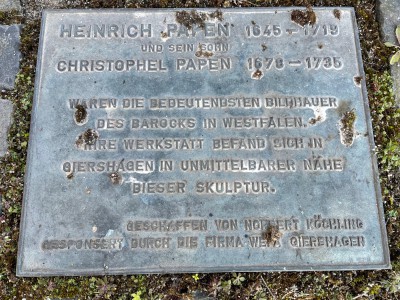 HEINRICH PAPEN 1645–1719
UND SEIN SOHN
CHRISTOPHEL PAPEN 1678–1735
WAREN DIE BEDEUTENDSTEN BILDHAUER
DES BAROCKS IN WESTFALEN.
IHRE WERKSTATT BEFAND SICH IN
GIERSHAGEN IN UNMITTELBARER NÄHE
DIESER SKULPTUR.
GESCHAFFEN VON NORBERT
GESPONSERT DURCH DIE FIRMA GIERSHAGEN